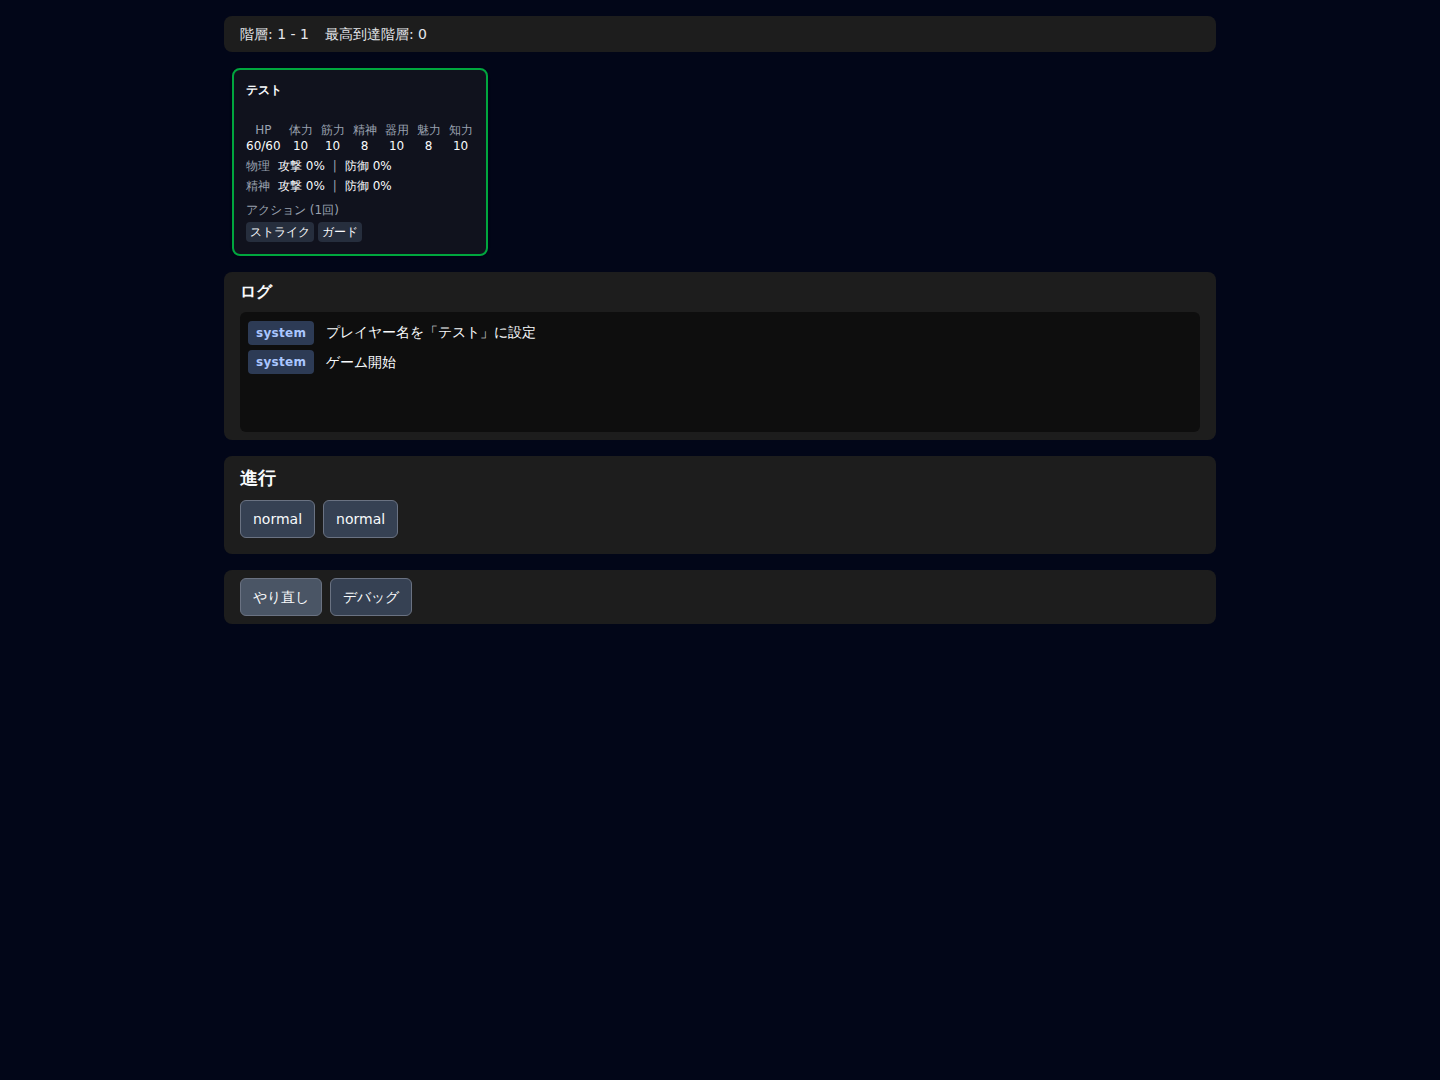 階層: 1 - 1 最高到達階層: 0
テスト
HP 体力 筋力 精神 器用 魅力 知力
60/60 10 10 8 10 8 10
物理 攻撃 0% | 防御 0%
精神 攻撃 0% | 防御 0%
アクション (1回)
ストライク ガード
ログ
system プレイヤー名を「テスト」に設定
system ゲーム開始
進行
normal normal
やり直し デバッグ